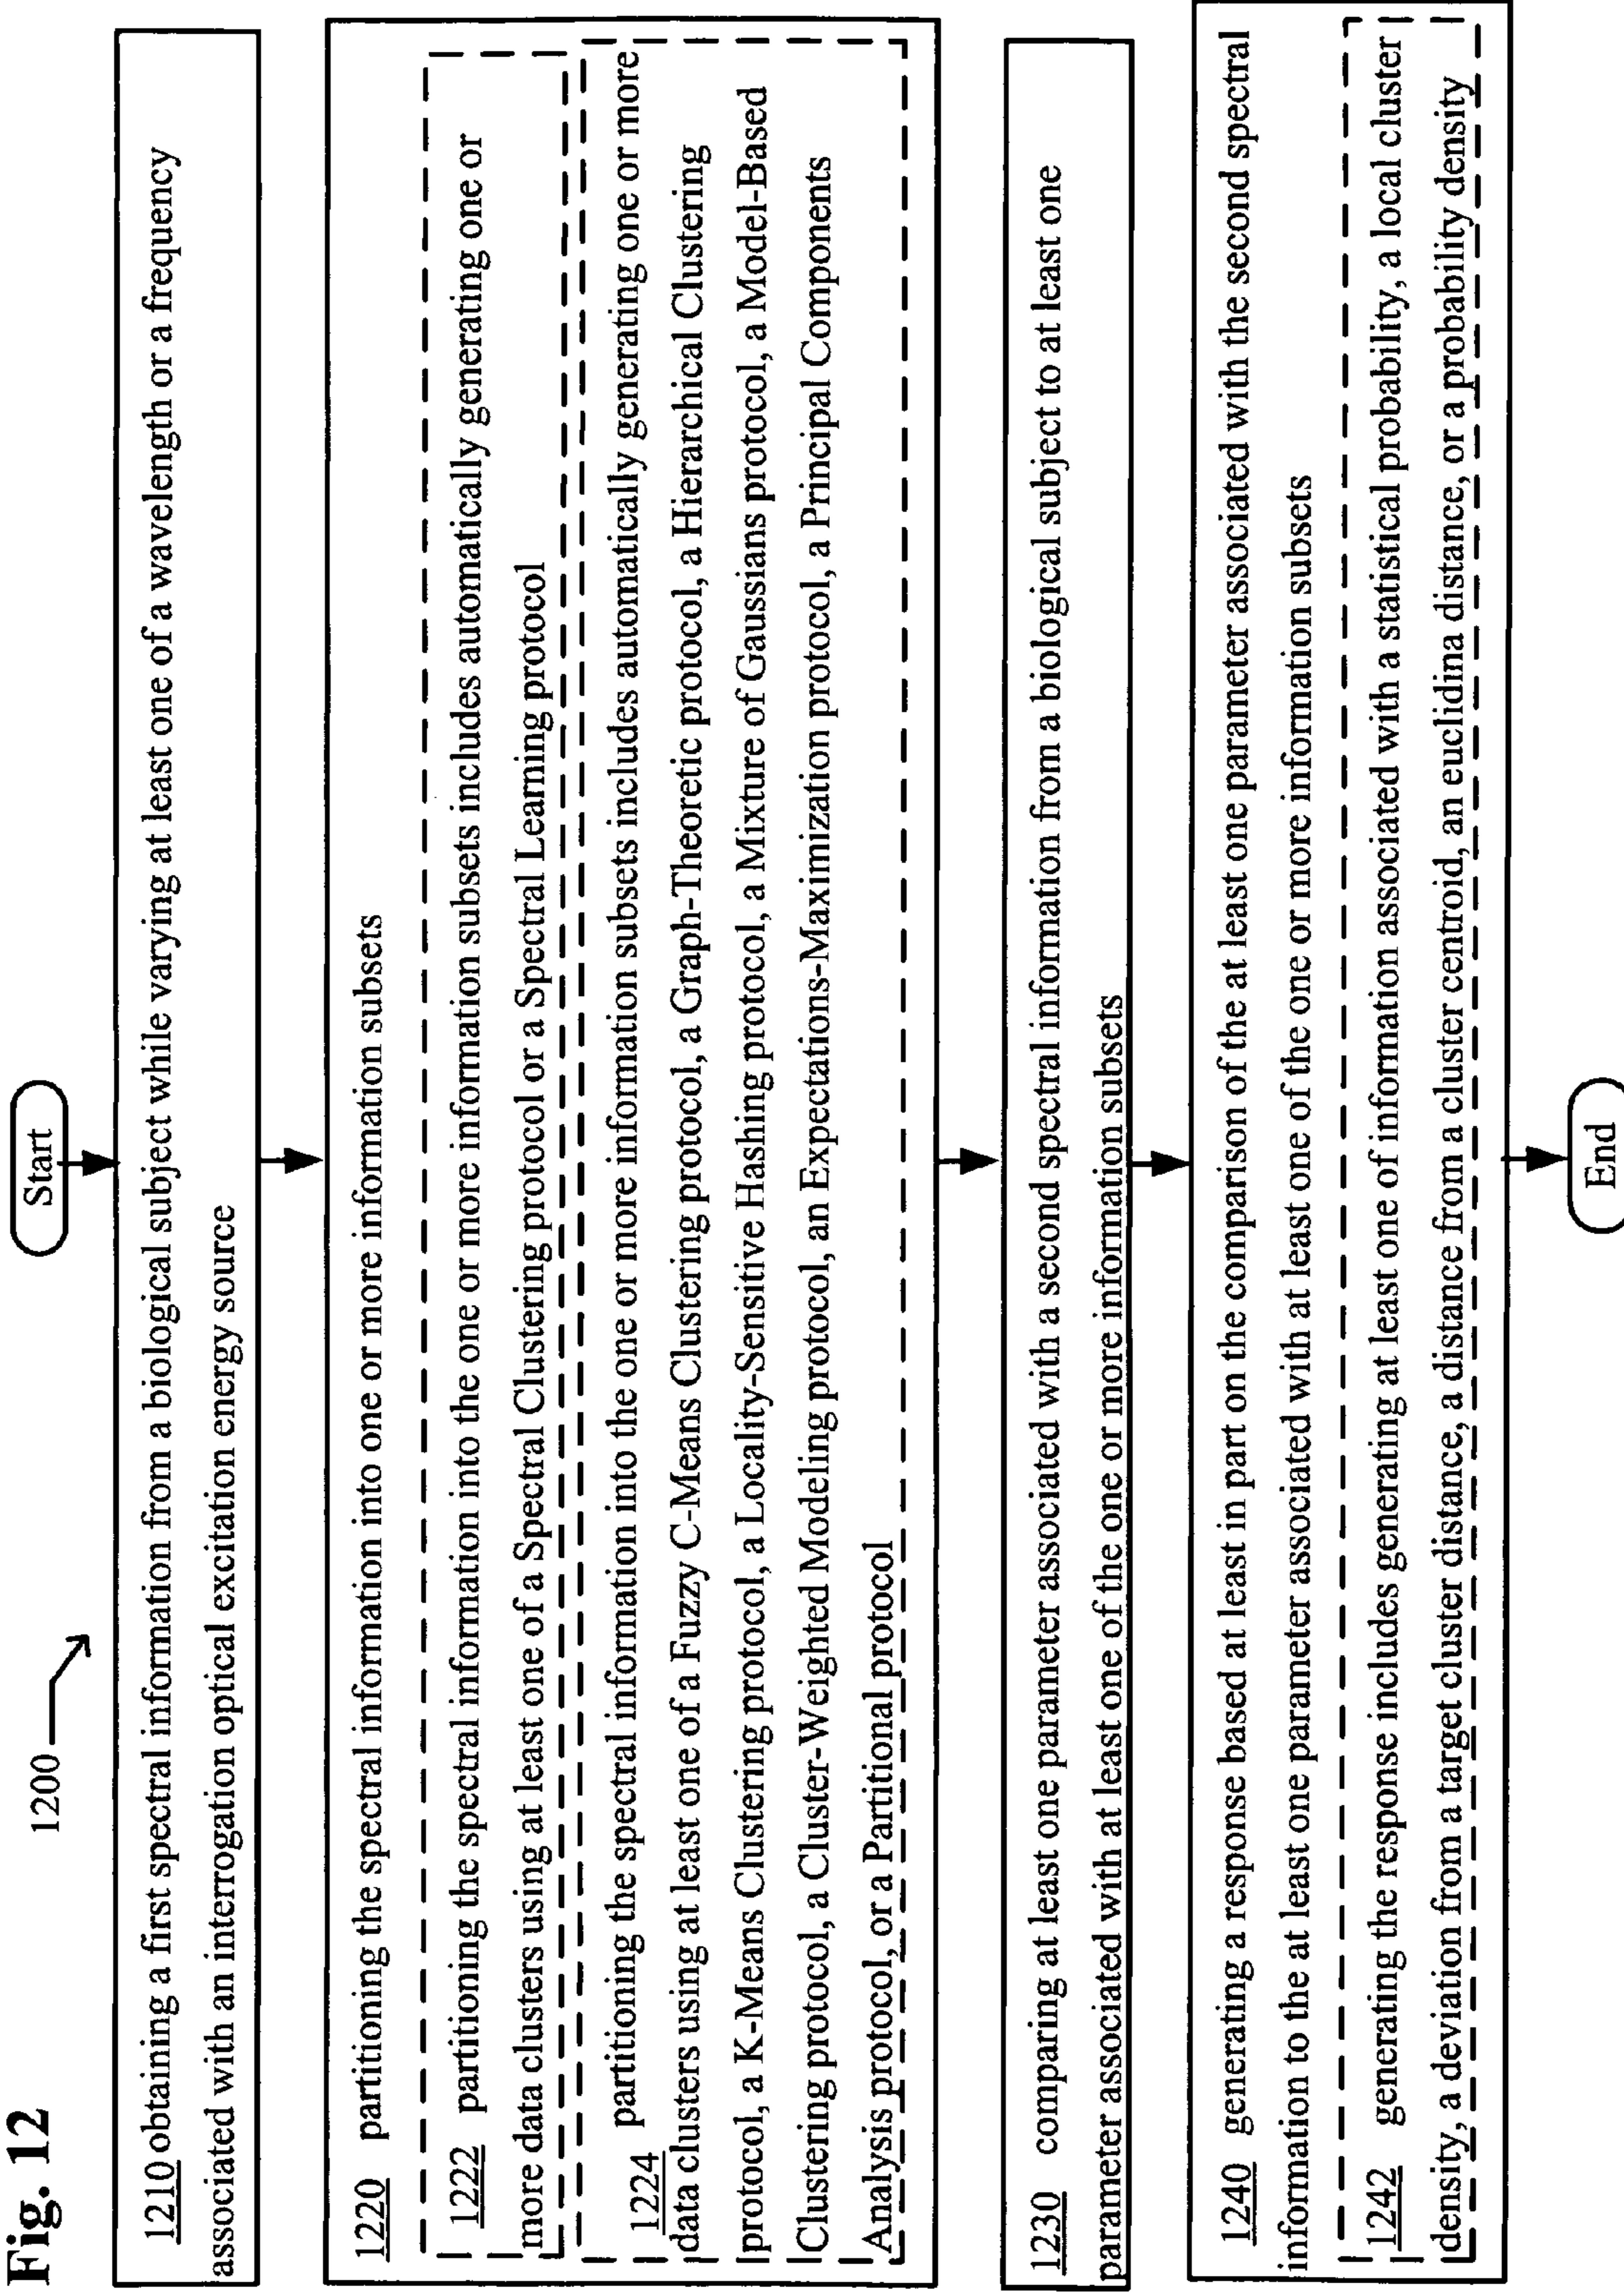 Fig. 12
1200
Start
1210 obtaining a first spectral information from a biological subject while varying at least one of a wavelength or a frequency
associated with an interrogation optical excitation energy source
1220 partitioning the spectral information into one or more information subsets
1222 partitioning the spectral information into the one or more information subsets includes automatically generating one or
more data clusters using at least one of a Spectral Clustering protocol or a Spectral Learning protocol
1224 partitioning the spectral information into the one or more information subsets includes automatically generating one or more
data clusters using at least one of a Fuzzy C-Means Clustering protocol, a Graph-Theoretic protocol, a Hierarchical Clustering
protocol, a K-Means Clustering protocol, a Locality-Sensitive Hashing protocol, a Mixture of Gaussians protocol, a Model-Based
Clustering protocol, a Cluster-Weighted Modeling protocol, an Expectations-Maximization protocol, a Principal Components
Analysis protocol, or a Partitional protocol
1230 comparing at least one parameter associated with a second spectral information from a biological subject to at least one
parameter associated with at least one of the one or more information subsets
1240 generating a response based at least in part on the comparison of the at least one parameter associated with the second spectral
information to the at least one parameter associated with at least one of the one or more information subsets
1242 generating the response includes generating at least one of information associated with a statistical probability, a local cluster
density, a deviation from a target cluster distance, a distance from a cluster centroid, an euclidina distance, or a probability density
End